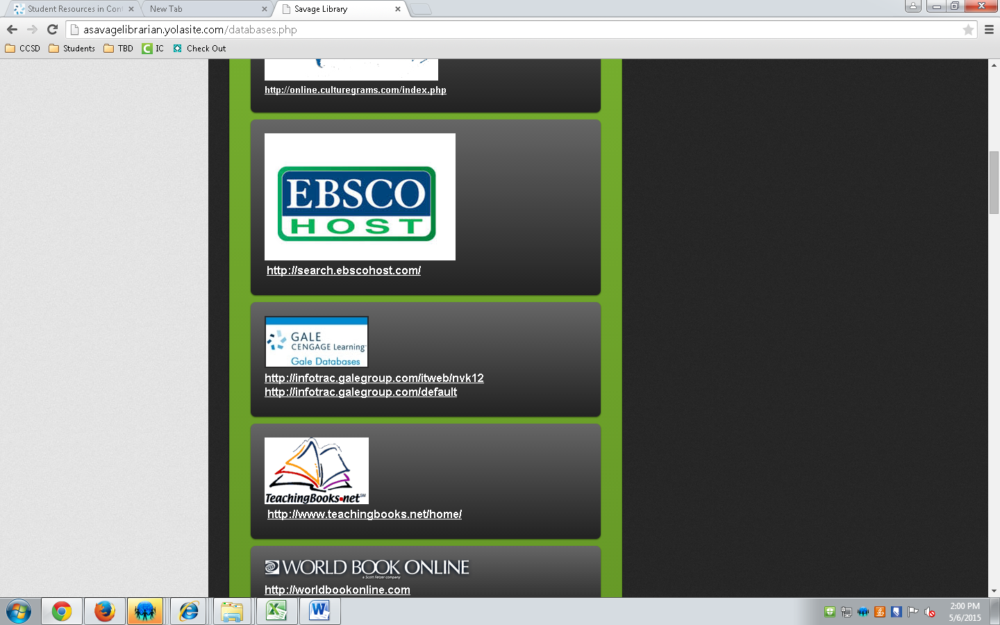 Student Resources in Cont
New Tab
Savage Library
asavagelibrarian.yolasite.com/databases.php
CCSD
Students
TBD
IC
Check Out
http://online.culturegrams.com/index.php
EBSCO
HOST
http://search.ebscohost.com/
GALE
CENGAGE Learning
Gale Databases
http://infotrac.galegroup.com/itweb/nvk12
http://infotrac.galegroup.com/default
TeachingBooks.net℠
http://www.teachingbooks.net/home/
WORLD BOOK ONLINE
a Scott Fetzer company
http://worldbookonline.com
2:00 PM
5/6/2015